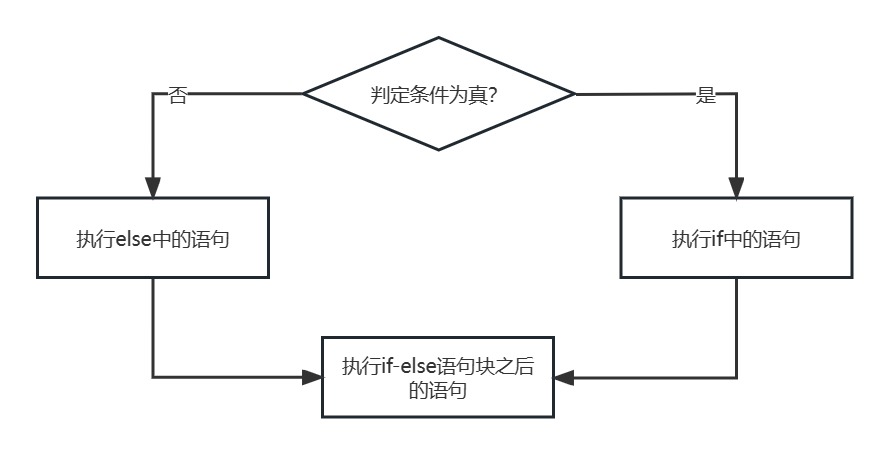 判定条件为真?
否
是
执行else中的语句
执行if中的语句
执行if-else语句块之后
的语句